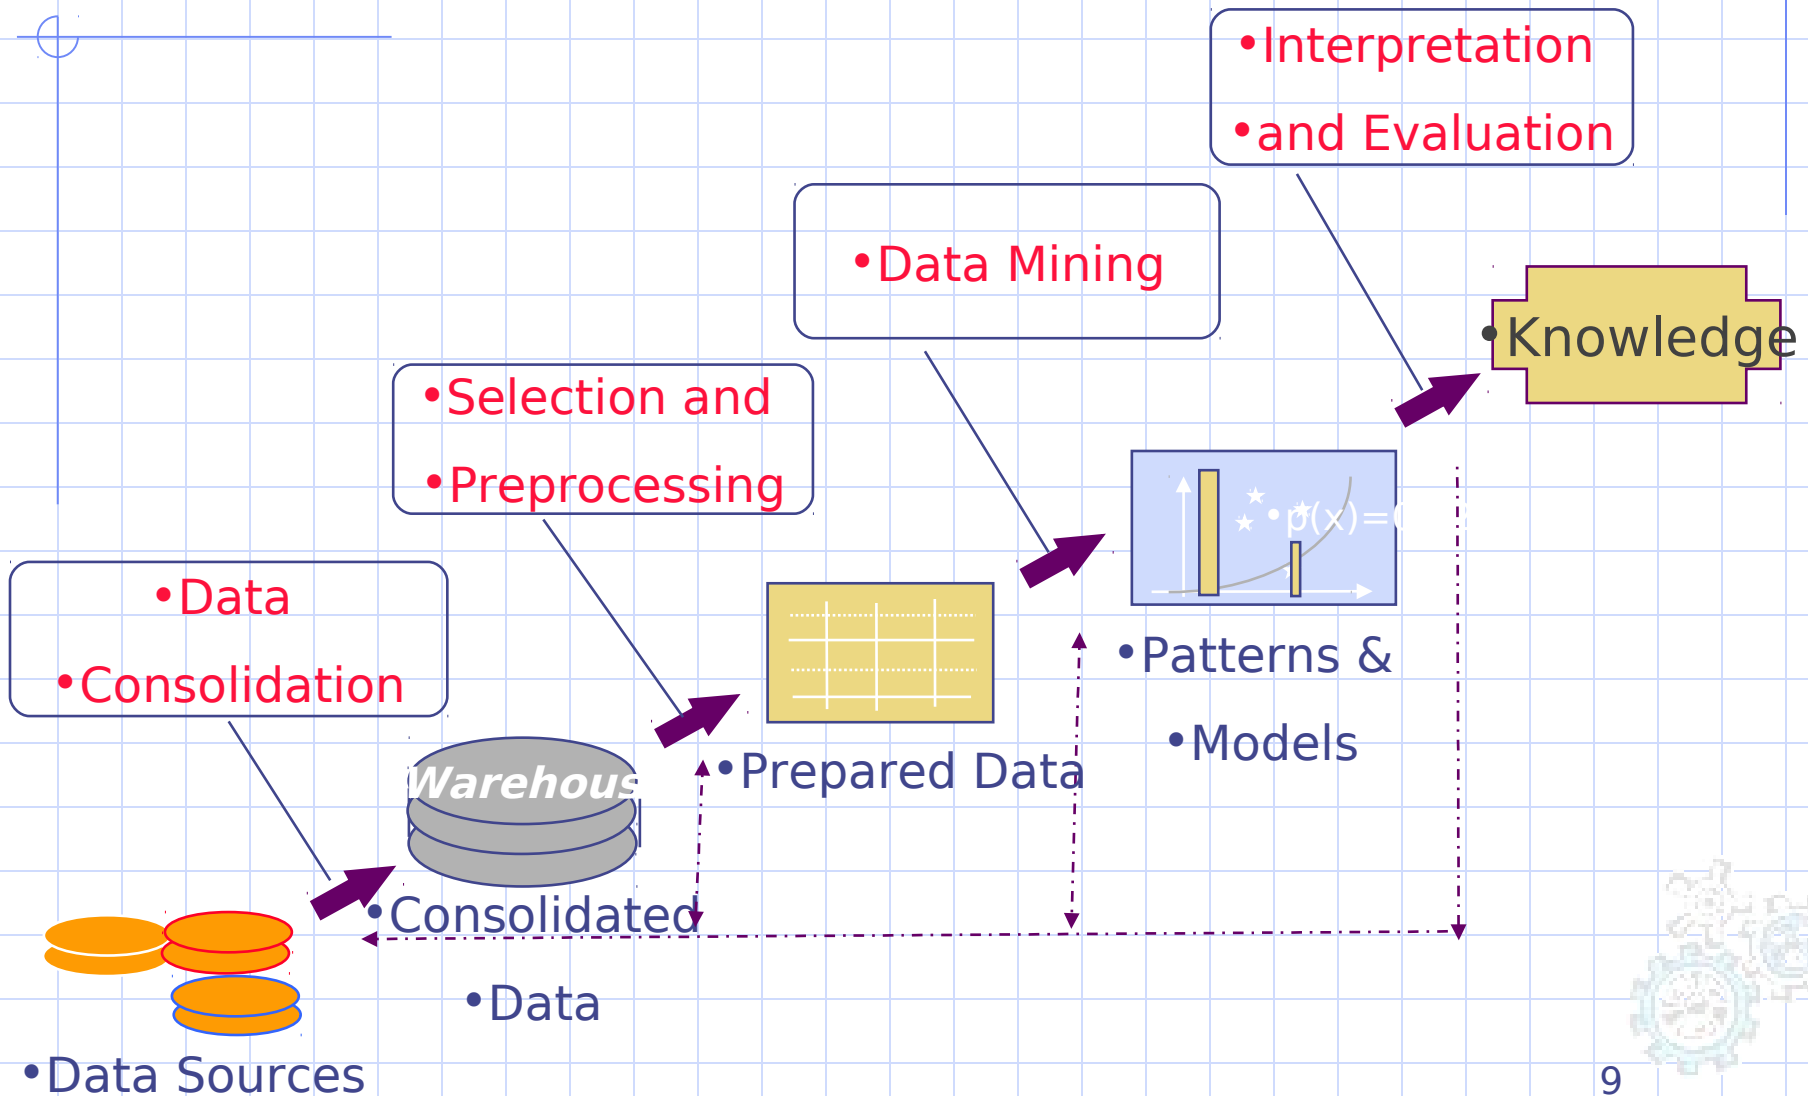 •Interpretation
•and Evaluation
•Data Mining
•Knowledge
•Selection and
•Preprocessing
•p(x)=
•Data
•Consolidation
•Patterns &
•Models
Warehous
•Prepared Data
•Consolidated
•Data
•Data Sources
9